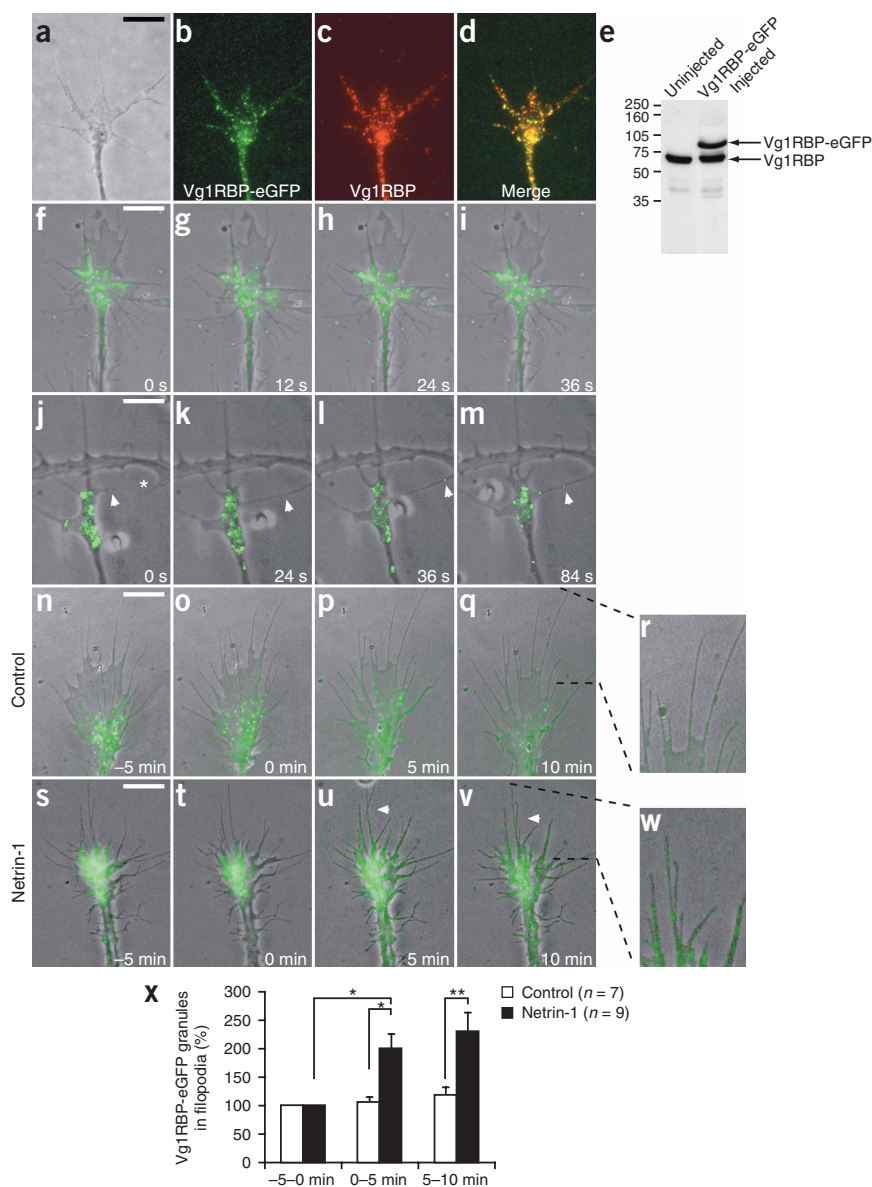 a
b
c
d
e
Vg1RBP-eGFP
Vg1RBP
Merge
Uninjected
Vg1RBP-eGFP
Injected
250
160
105
75
50
35
Vg1RBP-eGFP
Vg1RBP
f
g
h
i
0 s
12 s
24 s
36 s
j
k
l
m
*
0 s
24 s
36 s
84 s
Control
n
o
p
q
r
–5 min
0 min
5 min
10 min
Netrin-1
s
t
u
v
w
–5 min
0 min
5 min
10 min
x
Vg1RBP-eGFP granules
in filopodia (%)
300
250
200
150
100
50
0
*
*
**
Control (n = 7)
Netrin-1 (n = 9)
–5–0 min
0–5 min
5–10 min